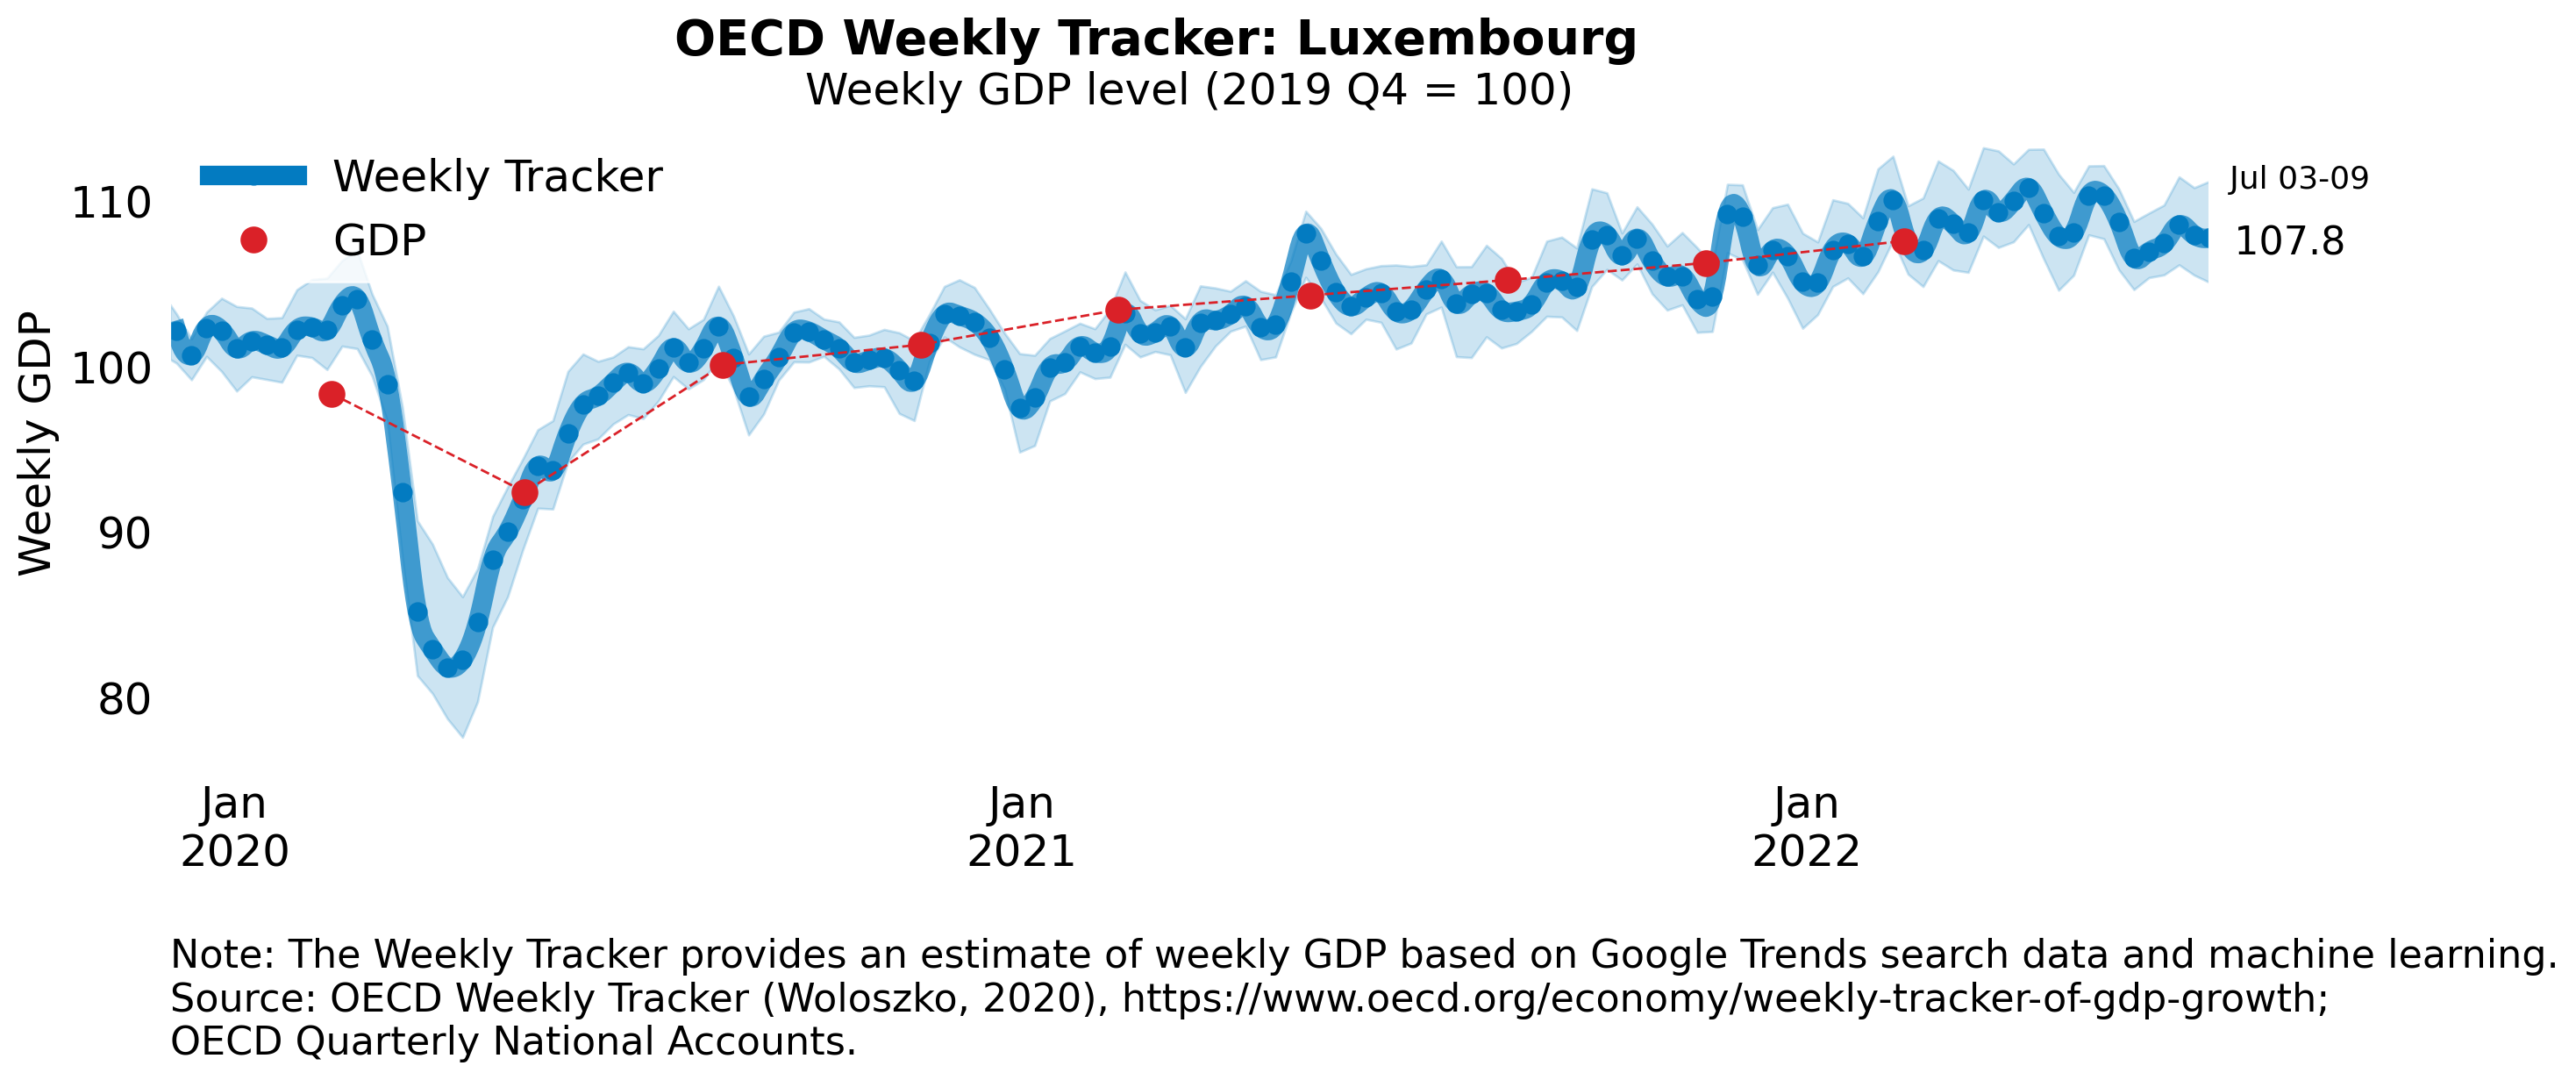 OECD Weekly Tracker: Luxembourg
Weekly GDP level (2019 Q4 = 100)
Weekly Tracker
GDP
Jul 03-09
107.8
110
100
90
80
Weekly GDP
Jan
2020
Jan
2021
Jan
2022
Note: The Weekly Tracker provides an estimate of weekly GDP based on Google Trends search data and machine learning.
Source: OECD Weekly Tracker (Woloszko, 2020), https://www.oecd.org/economy/weekly-tracker-of-gdp-growth;
OECD Quarterly National Accounts.